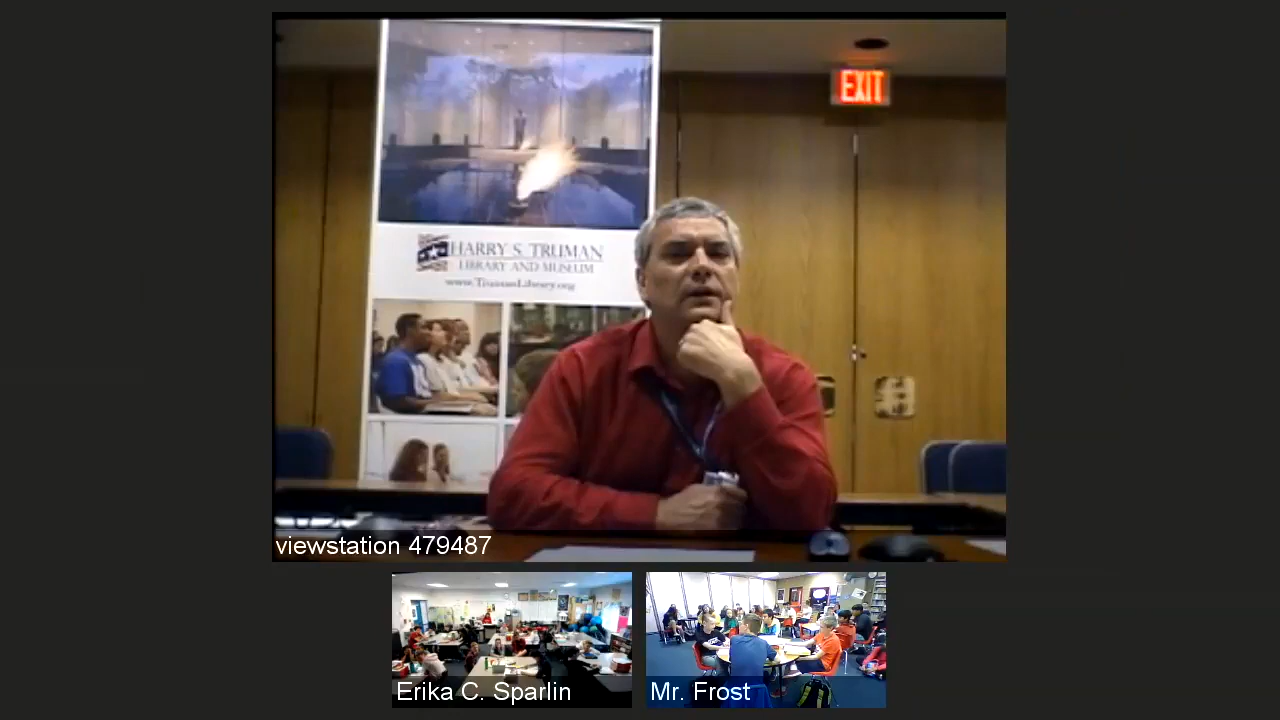 EXIT
HARRY S. TRUMAN
LIBRARY AND MUSEUM
www.TrumanLibrary.org
viewstation 479487
Erika C. Sparlin
Mr. Frost